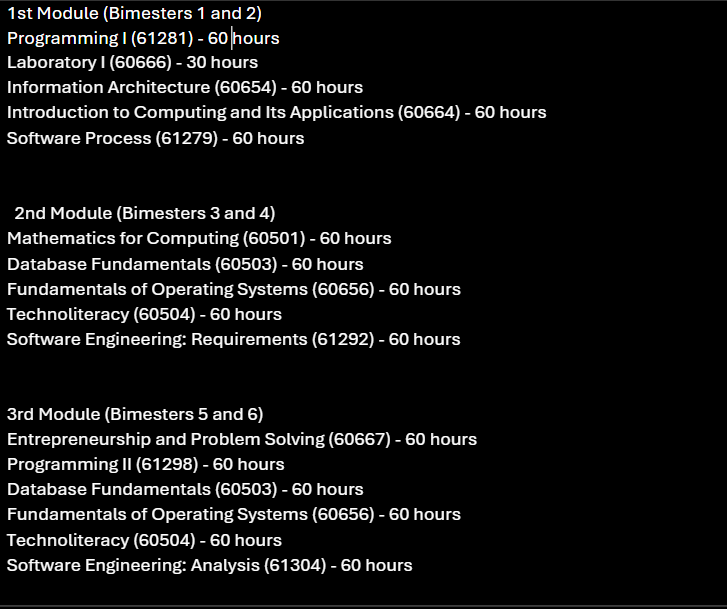 1st Module (Bimesters 1 and 2)
Programming I (61281) - 60 hours
Laboratory I (60666) - 30 hours
Information Architecture (60654) - 60 hours
Introduction to Computing and Its Applications (60664) - 60 hours
Software Process (61279) - 60 hours
2nd Module (Bimesters 3 and 4)
Mathematics for Computing (60501) - 60 hours
Database Fundamentals (60503) - 60 hours
Fundamentals of Operating Systems (60656) - 60 hours
Technoliteracy (60504) - 60 hours
Software Engineering: Requirements (61292) - 60 hours
3rd Module (Bimesters 5 and 6)
Entrepreneurship and Problem Solving (60667) - 60 hours
Programming II (61298) - 60 hours
Database Fundamentals (60503) - 60 hours
Fundamentals of Operating Systems (60656) - 60 hours
Technoliteracy (60504) - 60 hours
Software Engineering: Analysis (61304) - 60 hours